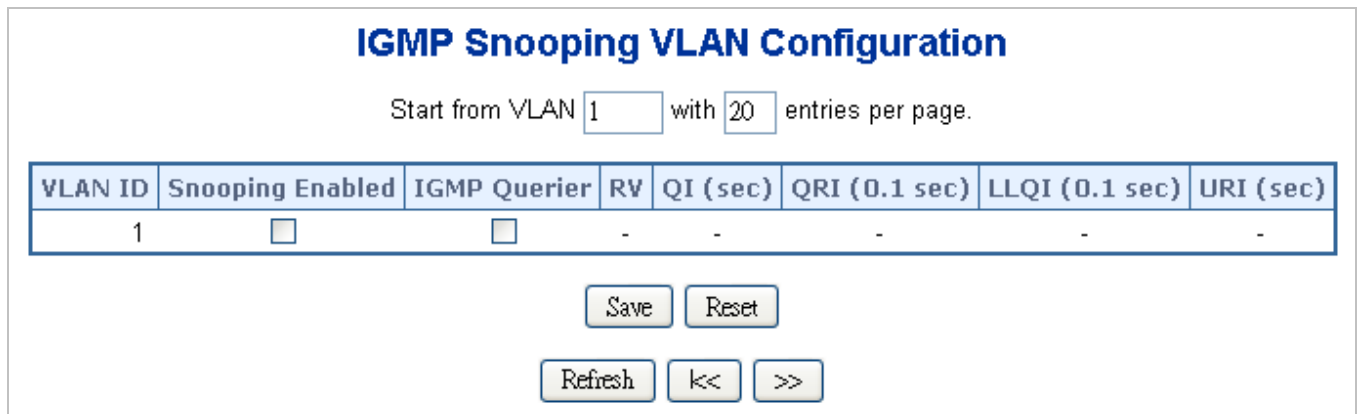 IGMP Snooping VLAN Configuration
Start from VLAN 1 with 20 entries per page.
VLAN ID Snooping Enabled IGMP Querier RV QI (sec) QRI (0.1 sec) LLQI (0.1 sec) URI (sec)
1 - - - - -
Save Reset
Refresh |<< >>